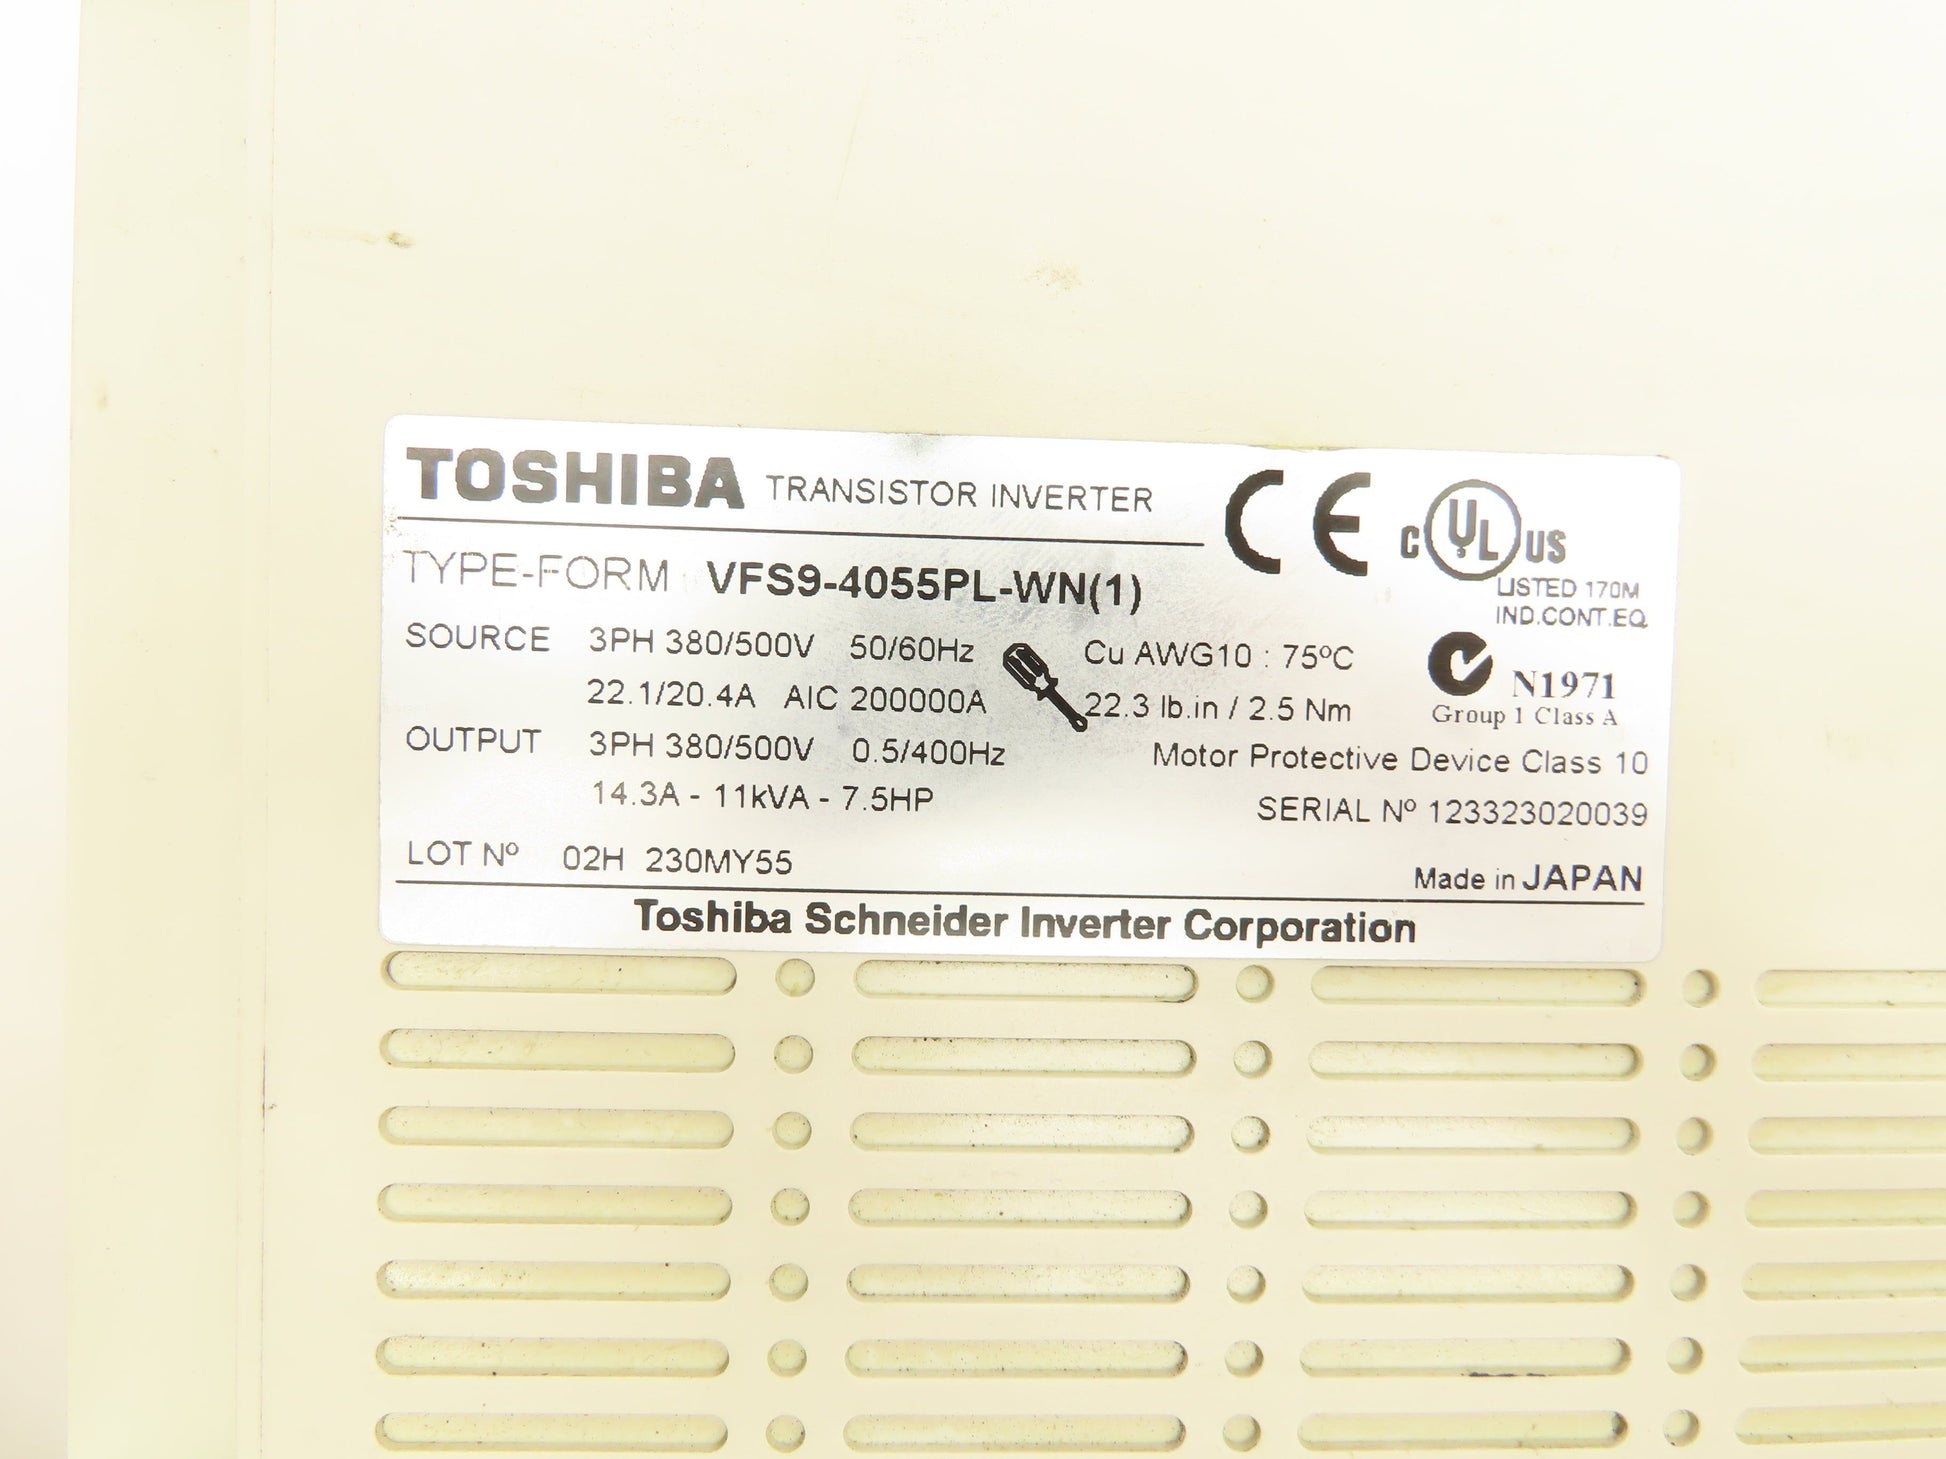 TOSHIBA TRANSISTOR INVERTER CE
C UL US
LISTED 170M
IND.CONT.EQ.
TYPE-FORM VFS9-4055PL-WN(1)
SOURCE 3PH 380/500V 50/60Hz Cu AWG10 : 75ºC
22.1/20.4A AIC 200000A 22.3 lb.in / 2.5 Nm
N1971
Group 1 Class A
OUTPUT 3PH 380/500V 0.5/400Hz Motor Protective Device Class 10
14.3A - 11kVA - 7.5HP SERIAL Nº 123323020039
LOT Nº 02H 230MY55 Made in JAPAN
Toshiba Schneider Inverter Corporation